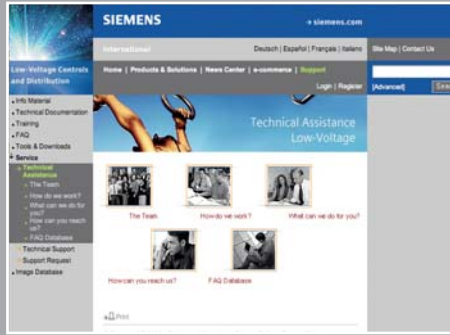 SIEMENS
→ siemens.com
International
Deutsch | Español | Français | Italiano
Site Map | Contact Us
Low-Voltage Controls
and Distribution
Home | Products & Solutions | News Center | e-commerce | Support
Login | Register
[Advanced]
Info Material
Technical Documentation
Training
FAQ
Tools & Downloads
Service
Technical
Assistance
The Team
How do we work?
What can we do for
you?
How can you reach
us?
FAQ Database
Technical Support
Support Request
Image Database
Technical Assistance
Low-Voltage
The Team
How do we work?
What can we do for you?
How can you reach us?
FAQ Database
Print